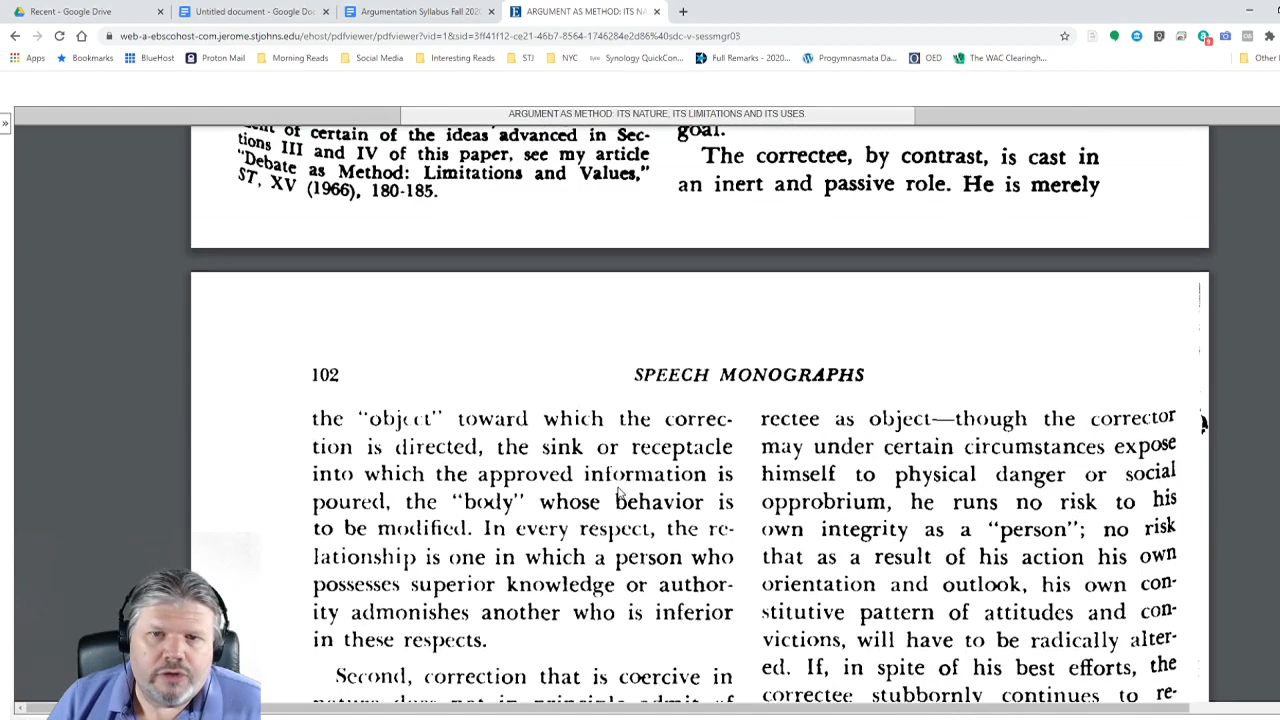 Recent - Google Drive
Untitled document - Google Doc
Argumentation Syllabus Fall 202
ARGUMENT AS METHOD: ITS NA
web-a-ebscohost-com.jerome.stjohns.edu/ehost/pdfviewer/pdfviewer?vid=1&sid=3ff41f12-ce21-46b7-8564-1746284e2d86%40sdc-v-sessmgr03
Apps Bookmarks BlueHost Proton Mail Morning Reads Social Media Interesting Reads STJ NYC Synology QuickCon... Full Remarks - 2020... Progymnasmata Da... OED The WAC Clearingh... Other
ARGUMENT AS METHOD: ITS NATURE, ITS LIMITATIONS AND ITS USES.
of certain of the ideas advanced in Sec-
tions III and IV of this paper, see my article
"Debate as Method: Limitations and Values,"
ST, XV (1966), 180-185.
goal.
The correctee, by contrast, is cast in
an inert and passive role. He is merely
102
SPEECH MONOGRAPHS
the "object" toward which the correc-
tion is directed, the sink or receptacle
into which the approved information is
poured, the "body" whose behavior is
to be modified. In every respect, the re-
lationship is one in which a person who
possesses superior knowledge or author-
ity admonishes another who is inferior
in these respects.
Second, correction that is coercive in
nature does not in principle admit of
rectee as object—though the corrector
may under certain circumstances expose
himself to physical danger or social
opprobrium, he runs no risk to his
own integrity as a "person"; no risk
that as a result of his action his own
orientation and outlook, his own con-
stitutive pattern of attitudes and con-
victions, will have to be radically alter-
ed. If, in spite of his best efforts, the
correctee stubbornly continues to re-